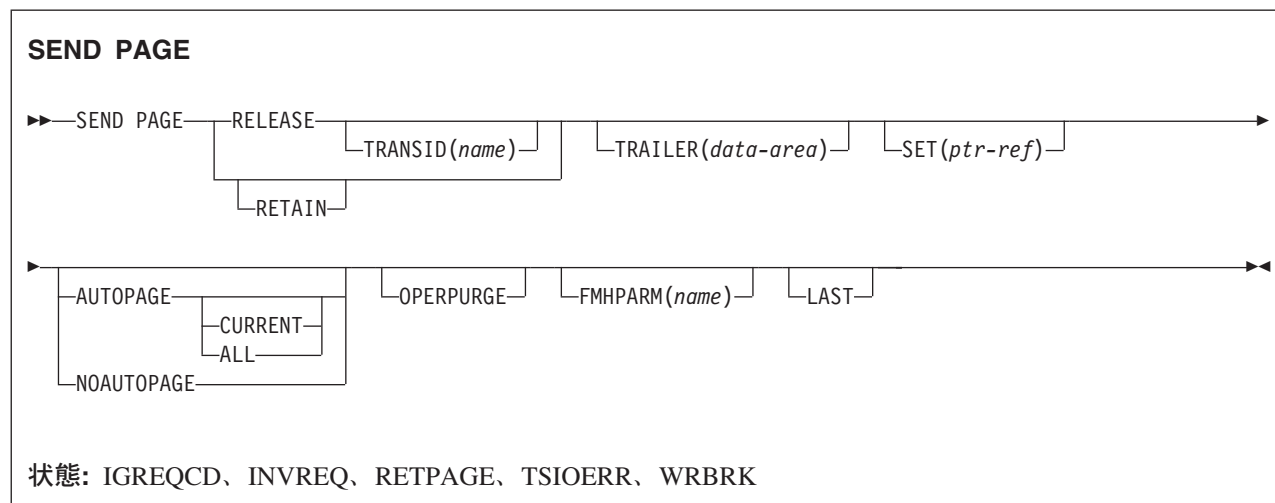 SEND PAGE
SEND PAGE RELEASE TRAILER(data-area) SET(ptr-ref)
TRANSID(name)
RETAIN
AUTOPAGE OPERPURGE FMHPARM(name) LAST
CURRENT
ALL
NOAUTOPAGE
状態: IGREQCD、INVREQ、RETPAGE、TSIOERR、WRBRK